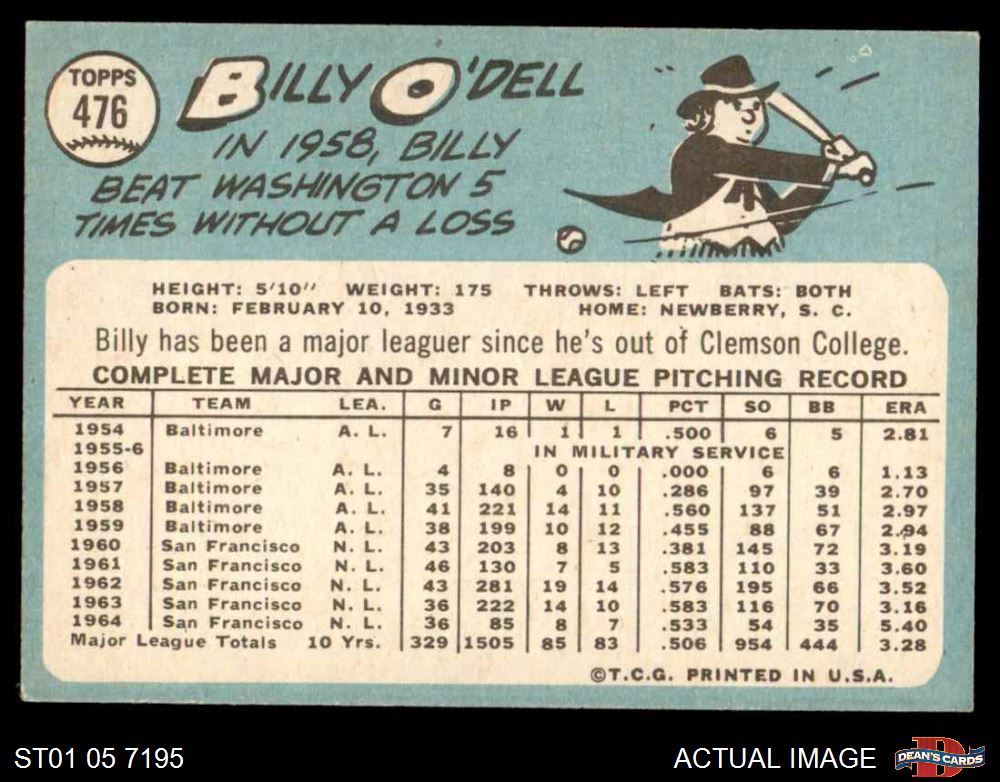 TOPPS
476
BILLY O'DELL
IN 1958, BILLY
BEAT WASHINGTON 5
TIMES WITHOUT A LOSS
HEIGHT: 5'10" WEIGHT: 175 THROWS: LEFT BATS: BOTH
BORN: FEBRUARY 10, 1933 HOME: NEWBERRY, S. C.
Billy has been a major leaguer since he's out of Clemson College.
COMPLETE MAJOR AND MINOR LEAGUE PITCHING RECORD
YEAR TEAM LEA. G IP W L PCT SO BB ERA
1954 Baltimore A. L. 7 16 1 1 .500 6 5 2.81
1955-6 IN MILITARY SERVICE
1956 Baltimore A. L. 4 8 0 0 .000 6 6 1.13
1957 Baltimore A. L. 35 140 4 10 .286 97 39 2.70
1958 Baltimore A. L. 41 221 14 11 .560 137 51 2.97
1959 Baltimore A. L. 38 199 10 12 .455 88 67 2.94
1960 San Francisco N. L. 43 203 8 13 .381 145 72 3.19
1961 San Francisco N. L. 46 130 7 5 .583 110 33 3.60
1962 San Francisco N. L. 43 281 19 14 .576 195 66 3.52
1963 San Francisco N. L. 36 222 14 10 .583 116 70 3.16
1964 San Francisco N. L. 36 85 8 7 .533 54 35 5.40
Major League Totals 10 Yrs. 329 1505 85 83 .506 954 444 3.28
©T.C.G. PRINTED IN U.S.A.
ST01 05 7195
ACTUAL IMAGE
D
DEAN'S CARDS